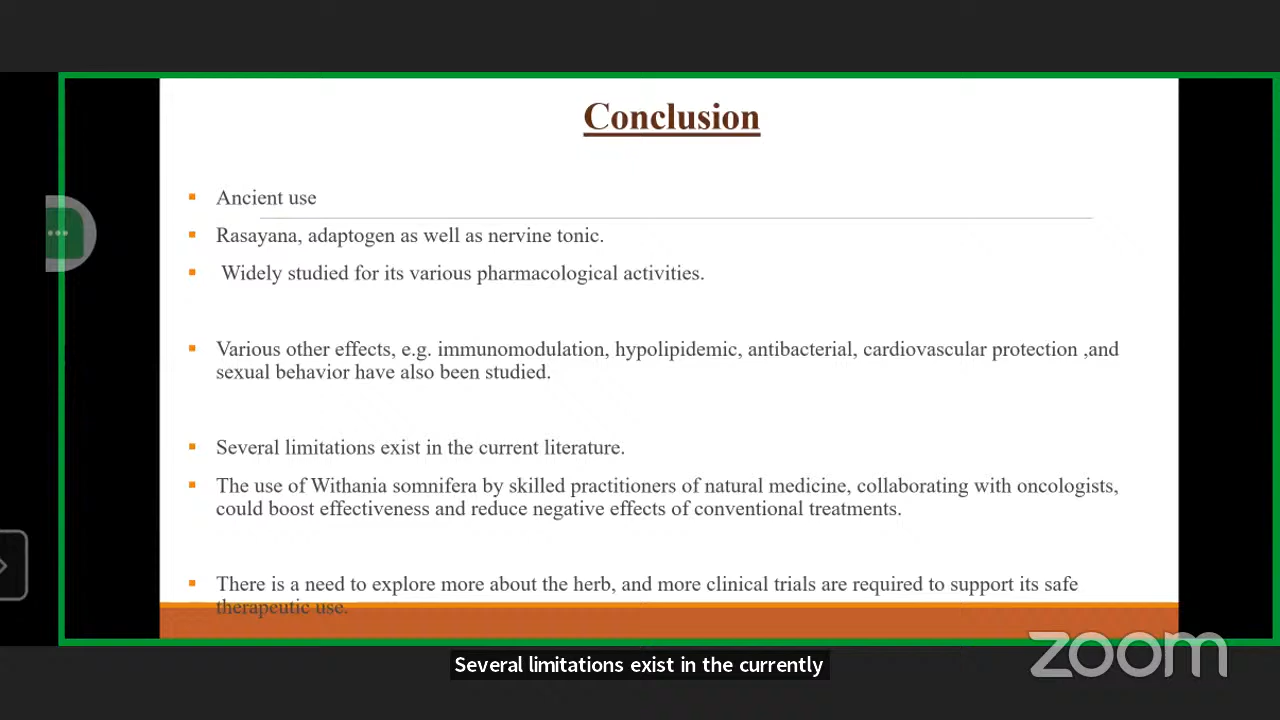 Conclusion
Ancient use
Rasayana, adaptogen as well as nervine tonic.
Widely studied for its various pharmacological activities.
Various other effects, e.g. immunomodulation, hypolipidemic, antibacterial, cardiovascular protection ,and
sexual behavior have also been studied.
Several limitations exist in the current literature.
The use of Withania somnifera by skilled practitioners of natural medicine, collaborating with oncologists,
could boost effectiveness and reduce negative effects of conventional treatments.
There is a need to explore more about the herb, and more clinical trials are required to support its safe
therapeutic use.
zoom
Several limitations exist in the currently